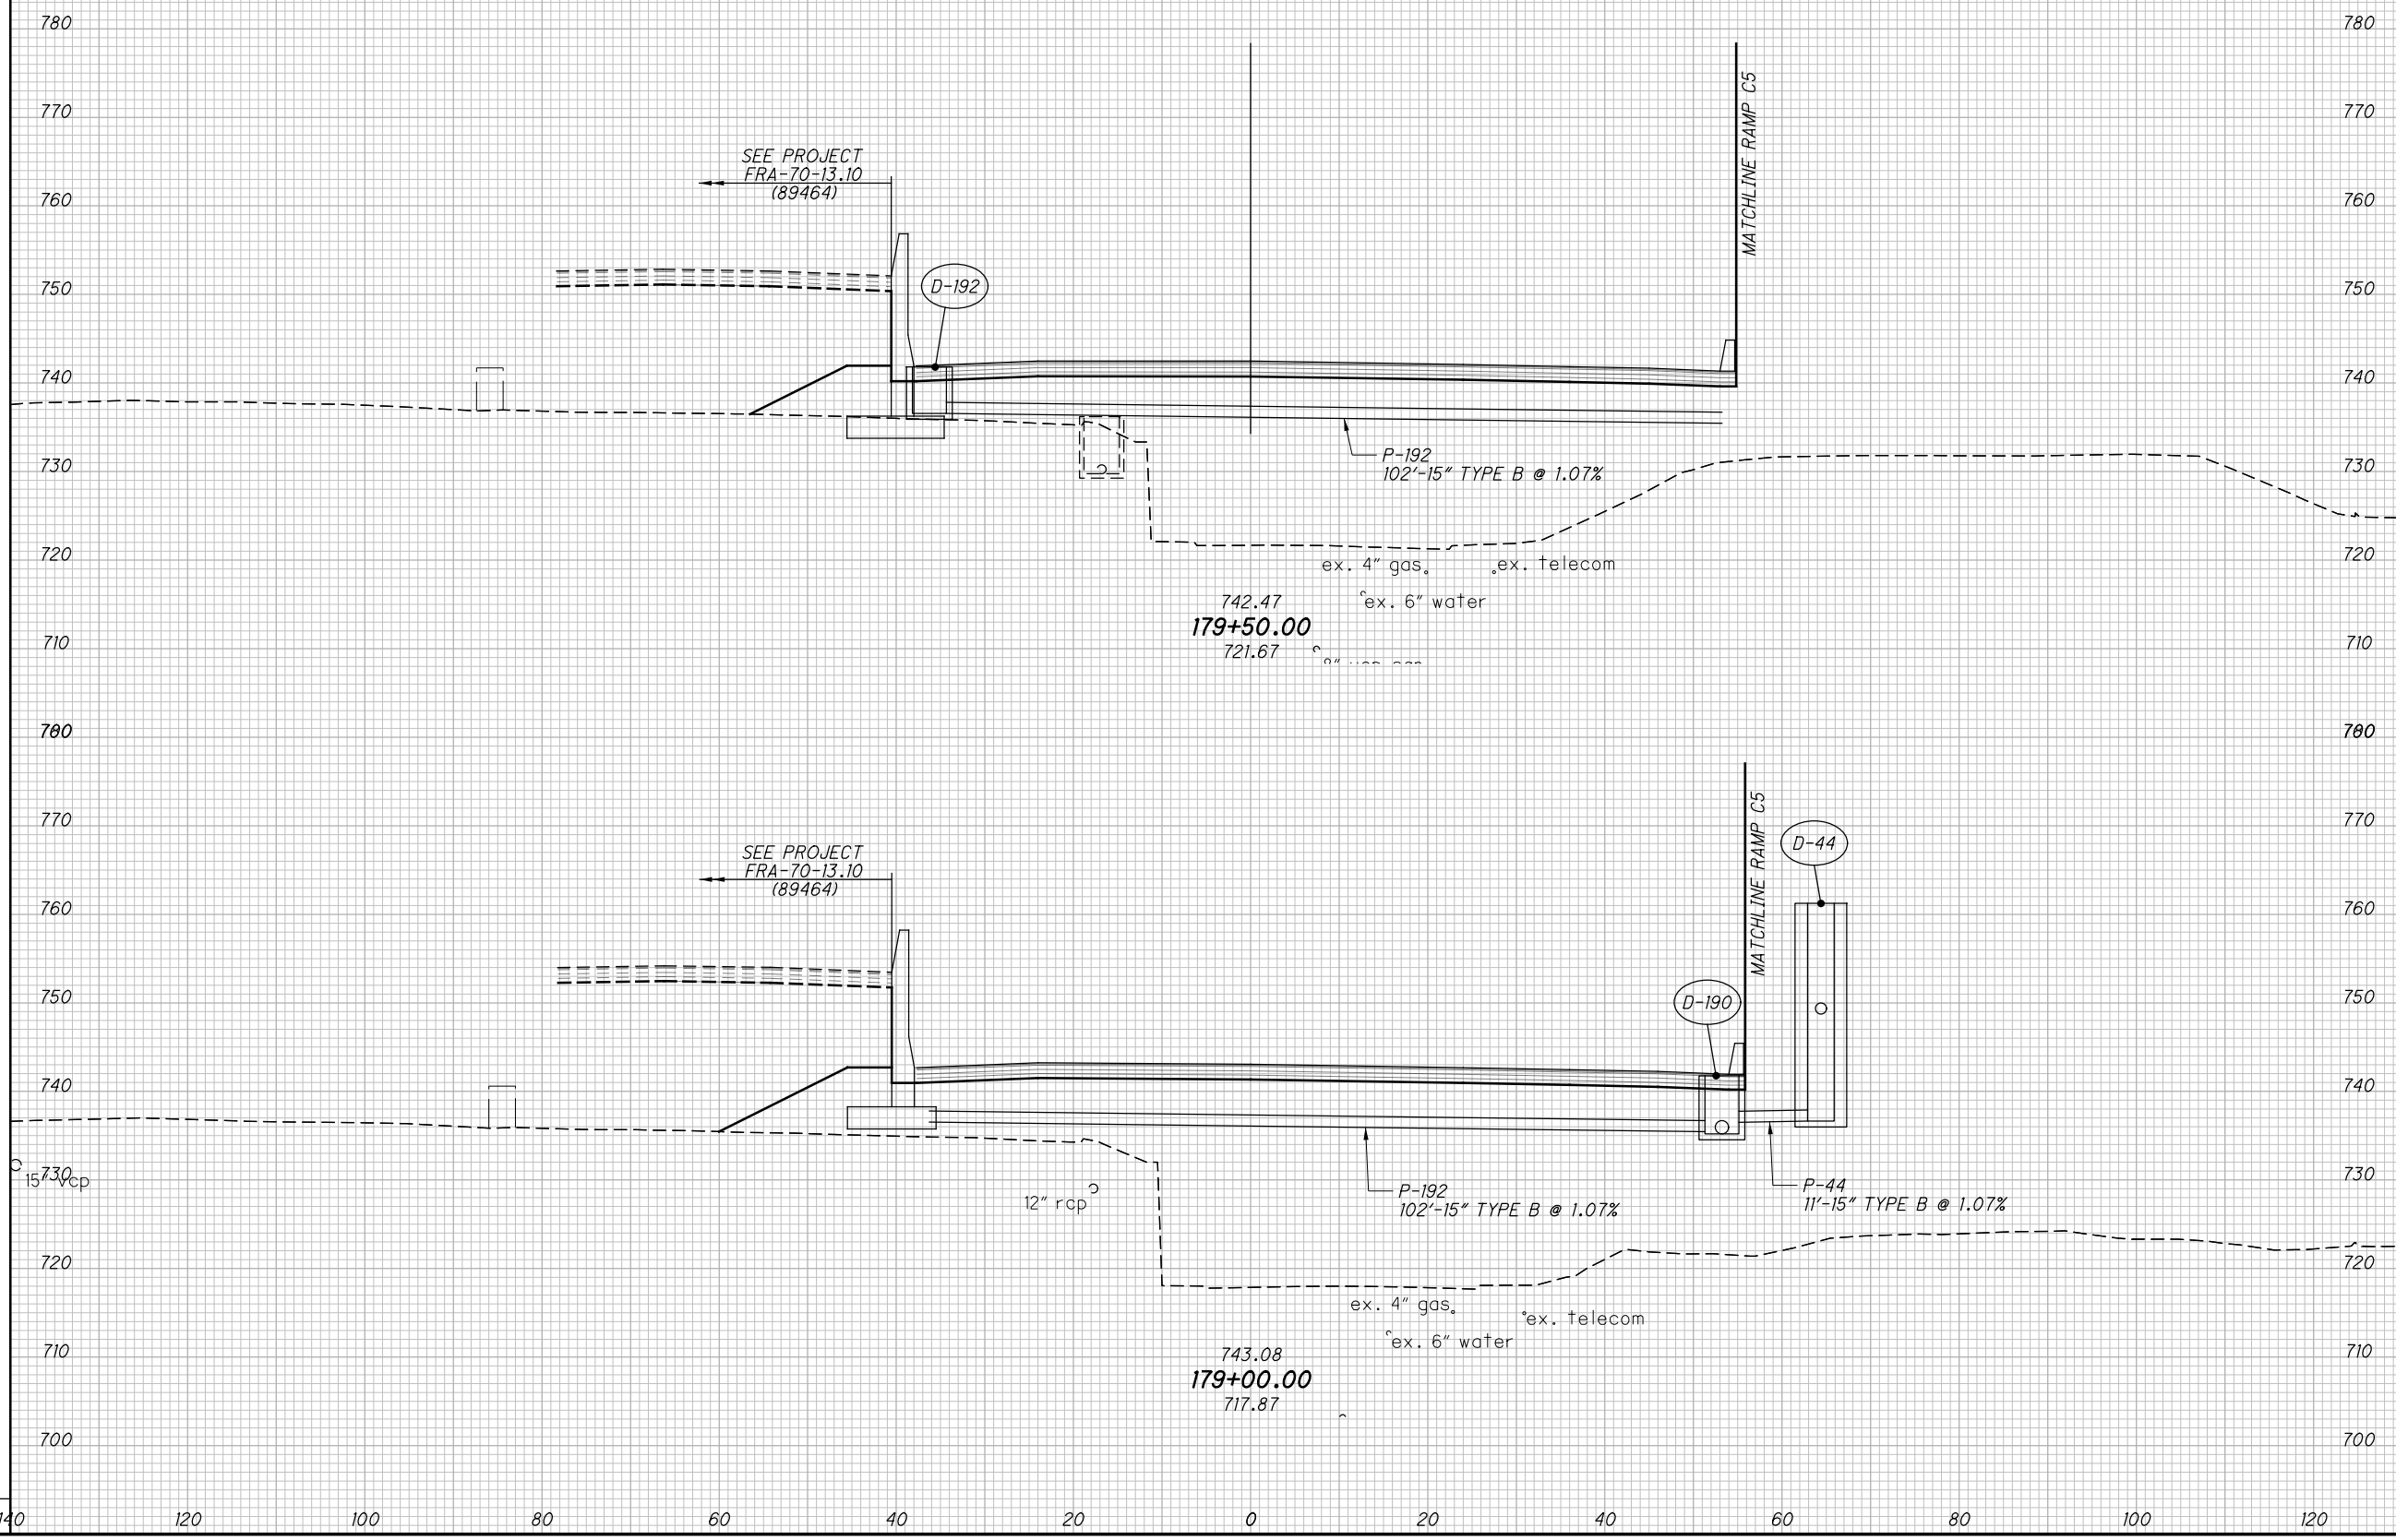 780 780
770 770
MATCHLINE RAMP C5
SEE PROJECT
FRA-70-13.10
(89464)
760 760
D-192
750 750
740 740
P-192
102'-15" TYPE B @ 1.07%
730 730
720 720
ex. 4" gas ex. telecom
742.47 ex. 6" water
179+50.00
721.67
710 710
770 770
MATCHLINE RAMP C5
D-44
SEE PROJECT
FRA-70-13.10
(89464)
760 760
D-190
750 750
740 740
15" vcp
730 730
12" rcp
P-192
102'-15" TYPE B @ 1.07%
P-44
11'-15" TYPE B @ 1.07%
720 720
ex. 4" gas ex. telecom
ex. 6" water
743.08
179+00.00
717.87
710 710
700 700
140 120 100 80 60 40 20 0 20 40 60 80 100 120